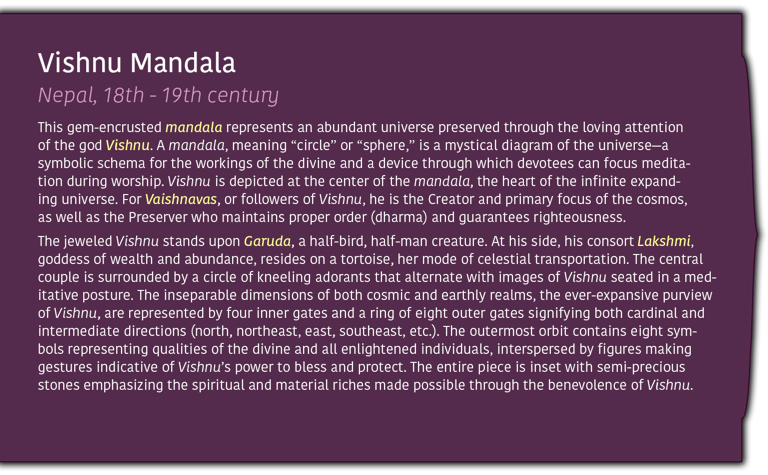 Vishnu Mandala
Nepal, 18th - 19th century
This gem-encrusted mandala represents an abundant universe preserved through the loving attention
of the god Vishnu. A mandala, meaning “circle” or “sphere,” is a mystical diagram of the universe—a
symbolic schema for the workings of the divine and a device through which devotees can focus medita-
tion during worship. Vishnu is depicted at the center of the mandala, the heart of the infinite expand-
ing universe. For Vaishnavas, or followers of Vishnu, he is the Creator and primary focus of the cosmos,
as well as the Preserver who maintains proper order (dharma) and guarantees righteousness.
The jeweled Vishnu stands upon Garuda, a half-bird, half-man creature. At his side, his consort Lakshmi,
goddess of wealth and abundance, resides on a tortoise, her mode of celestial transportation. The central
couple is surrounded by a circle of kneeling adorants that alternate with images of Vishnu seated in a med-
itative posture. The inseparable dimensions of both cosmic and earthly realms, the ever-expansive purview
of Vishnu, are represented by four inner gates and a ring of eight outer gates signifying both cardinal and
intermediate directions (north, northeast, east, southeast, etc.). The outermost orbit contains eight sym-
bols representing qualities of the divine and all enlightened individuals, interspersed by figures making
gestures indicative of Vishnu’s power to bless and protect. The entire piece is inset with semi-precious
stones emphasizing the spiritual and material riches made possible through the benevolence of Vishnu.